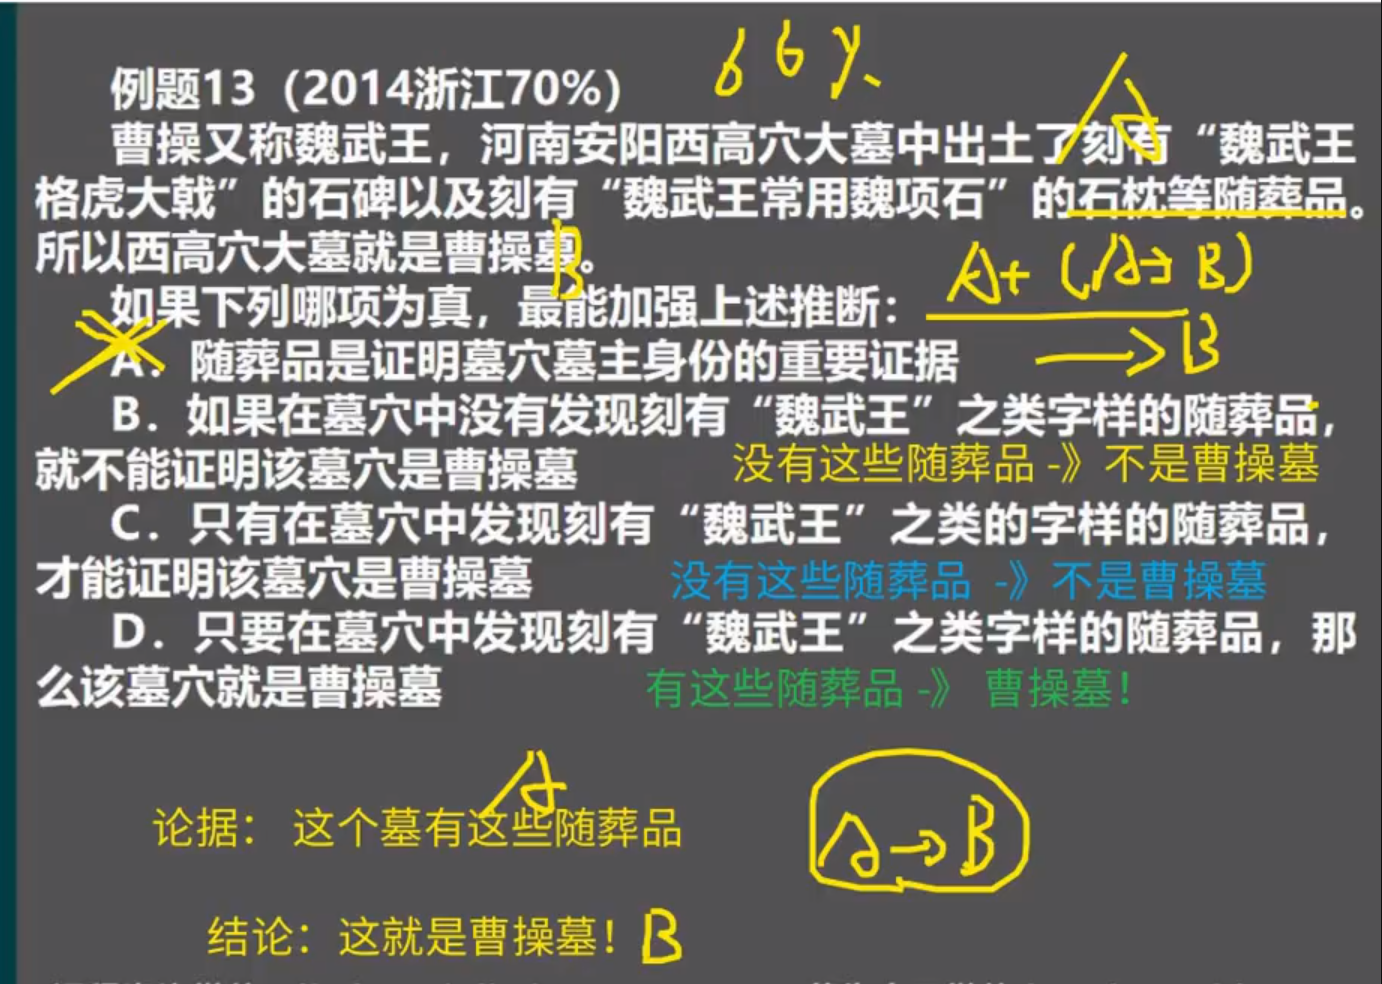 66%
例题13（2014浙江70%）
A
曹操又称魏武王，河南安阳西高穴大墓中出土了刻有“魏武王
格虎大戟”的石碑以及刻有“魏武王常用魏项石”的石枕等随葬品。
所以西高穴大墓就是曹操墓。
B
A+（A→B）
如果下列哪项为真，最能加强上述推断：
→B
A．随葬品是证明墓穴墓主身份的重要证据
B．如果在墓穴中没有发现刻有“魏武王”之类字样的随葬品，
就不能证明该墓穴是曹操墓
没有这些随葬品 -》不是曹操墓
C．只有在墓穴中发现刻有“魏武王”之类的字样的随葬品，
才能证明该墓穴是曹操墓
没有这些随葬品 -》不是曹操墓
D．只要在墓穴中发现刻有“魏武王”之类字样的随葬品，那
么该墓穴就是曹操墓
有这些随葬品 -》 曹操墓！
A
论据： 这个墓有这些随葬品
A→B
结论：这就是曹操墓！B